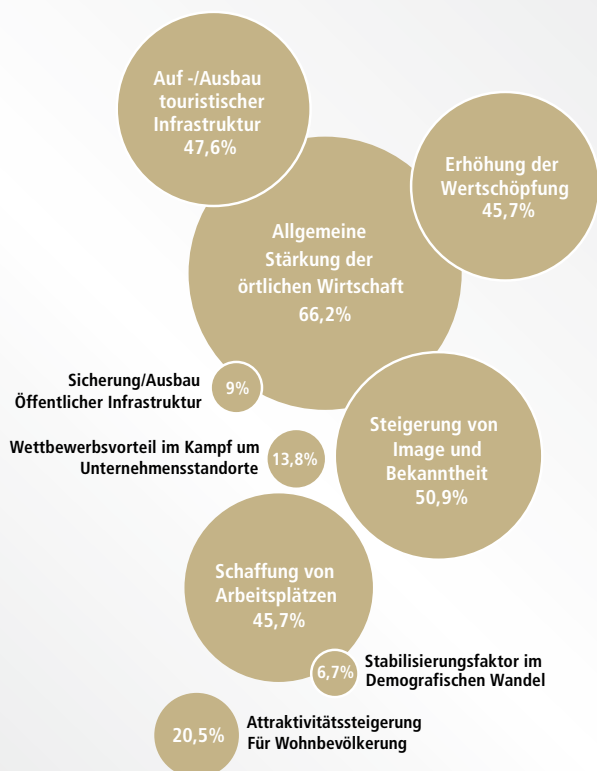 Auf -/Ausbau
touristischer
Infrastruktur
47,6%
Erhöhung der
Wertschöpfung
45,7%
Allgemeine
Stärkung der
örtlichen Wirtschaft
66,2%
Sicherung/Ausbau
Öffentlicher Infrastruktur
9%
Steigerung von
Image und
Bekanntheit
50,9%
Wettbewerbsvorteil im Kampf um
Unternehmensstandorte
13,8%
Schaffung von
Arbeitsplätzen
45,7%
6,7%
Stabilisierungsfaktor im
Demografischen Wandel
20,5%
Attraktivitätssteigerung
Für Wohnbevölkerung